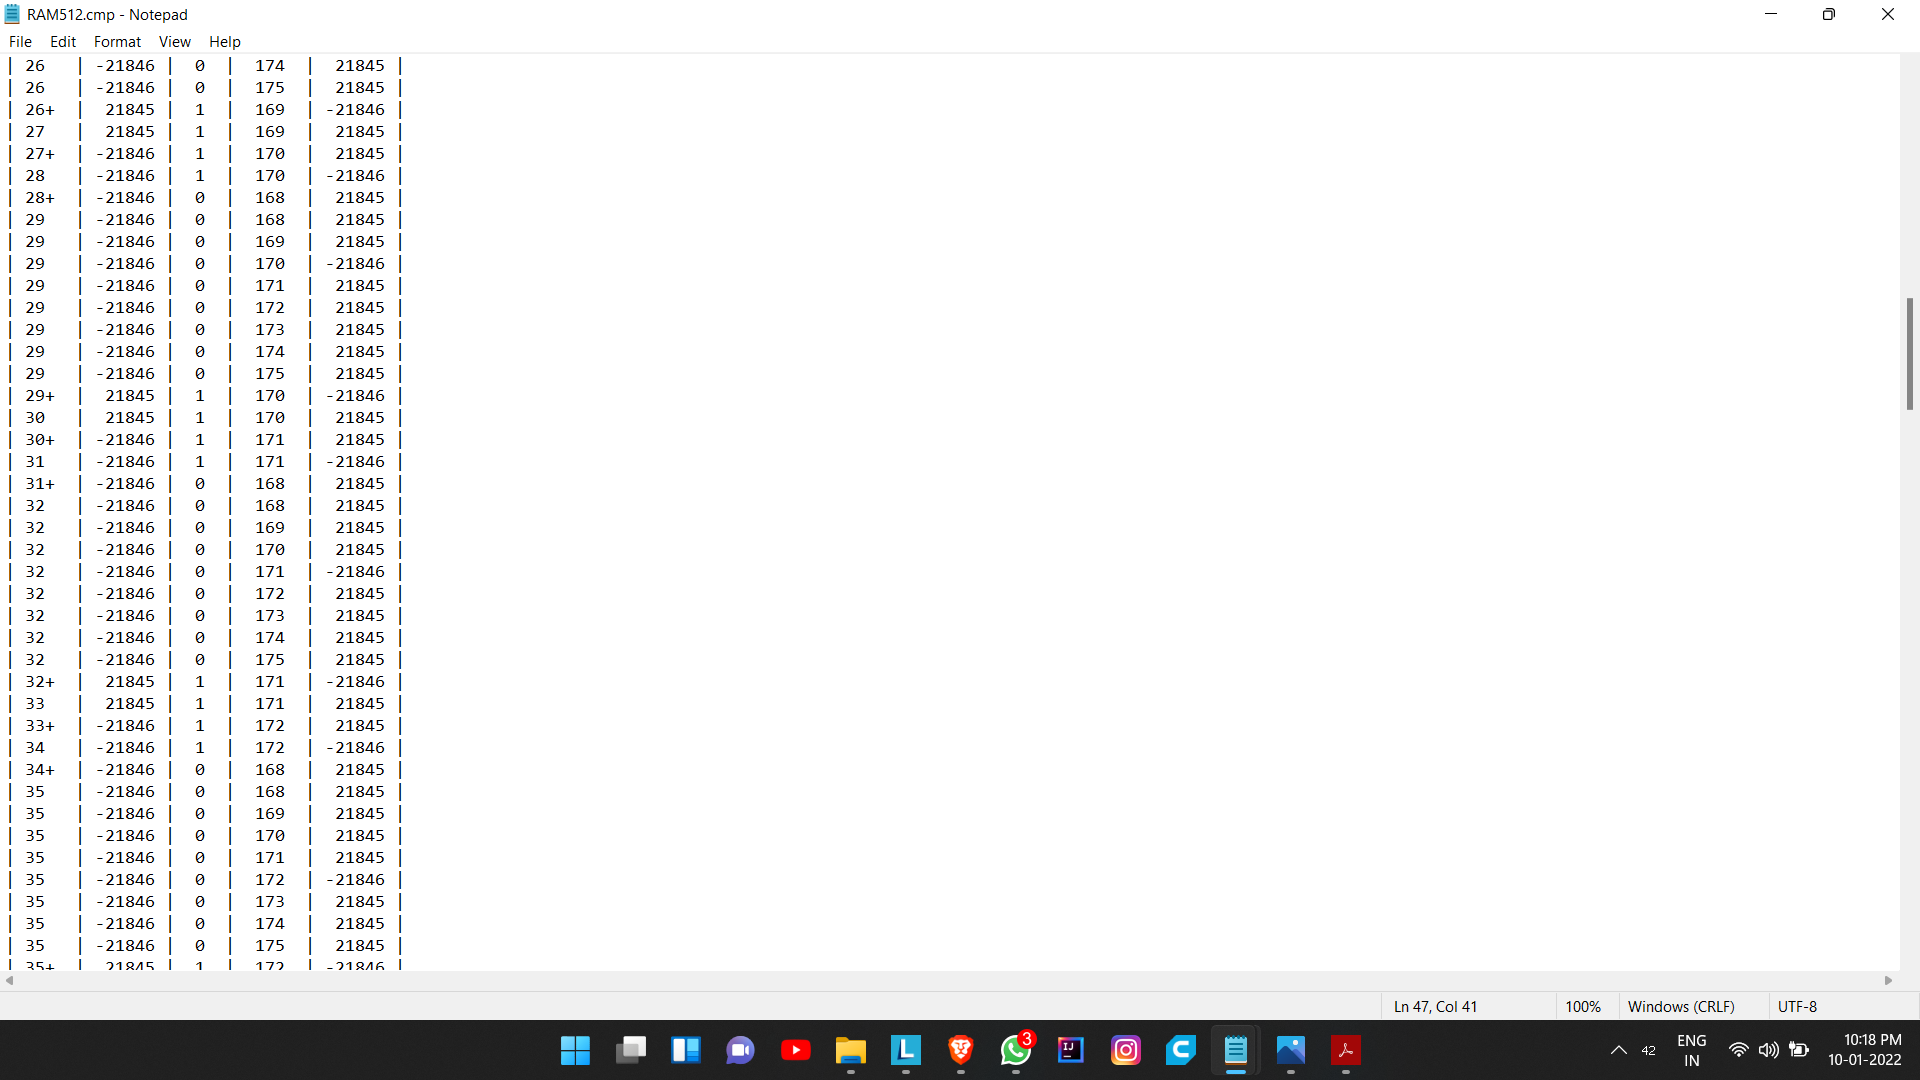 RAM512.cmp - Notepad
File Edit Format View Help
| 26 | -21846 | 0 | 174 | 21845 |
| 26 | -21846 | 0 | 175 | 21845 |
| 26+ | 21845 | 1 | 169 | -21846 |
| 27 | 21845 | 1 | 169 | 21845 |
| 27+ | -21846 | 1 | 170 | 21845 |
| 28 | -21846 | 1 | 170 | -21846 |
| 28+ | -21846 | 0 | 168 | 21845 |
| 29 | -21846 | 0 | 168 | 21845 |
| 29 | -21846 | 0 | 169 | 21845 |
| 29 | -21846 | 0 | 170 | -21846 |
| 29 | -21846 | 0 | 171 | 21845 |
| 29 | -21846 | 0 | 172 | 21845 |
| 29 | -21846 | 0 | 173 | 21845 |
| 29 | -21846 | 0 | 174 | 21845 |
| 29 | -21846 | 0 | 175 | 21845 |
| 29+ | 21845 | 1 | 170 | -21846 |
| 30 | 21845 | 1 | 170 | 21845 |
| 30+ | -21846 | 1 | 171 | 21845 |
| 31 | -21846 | 1 | 171 | -21846 |
| 31+ | -21846 | 0 | 168 | 21845 |
| 32 | -21846 | 0 | 168 | 21845 |
| 32 | -21846 | 0 | 169 | 21845 |
| 32 | -21846 | 0 | 170 | 21845 |
| 32 | -21846 | 0 | 171 | -21846 |
| 32 | -21846 | 0 | 172 | 21845 |
| 32 | -21846 | 0 | 173 | 21845 |
| 32 | -21846 | 0 | 174 | 21845 |
| 32 | -21846 | 0 | 175 | 21845 |
| 32+ | 21845 | 1 | 171 | -21846 |
| 33 | 21845 | 1 | 171 | 21845 |
| 33+ | -21846 | 1 | 172 | 21845 |
| 34 | -21846 | 1 | 172 | -21846 |
| 34+ | -21846 | 0 | 168 | 21845 |
| 35 | -21846 | 0 | 168 | 21845 |
| 35 | -21846 | 0 | 169 | 21845 |
| 35 | -21846 | 0 | 170 | 21845 |
| 35 | -21846 | 0 | 171 | 21845 |
| 35 | -21846 | 0 | 172 | -21846 |
| 35 | -21846 | 0 | 173 | 21845 |
| 35 | -21846 | 0 | 174 | 21845 |
| 35 | -21846 | 0 | 175 | 21845 |
| 35+ | 21845 | 1 | 172 | -21846 |
Ln 47, Col 41 100% Windows (CRLF) UTF-8
L 3 IJ 42 ENG 10:18 PM
IN 10-01-2022